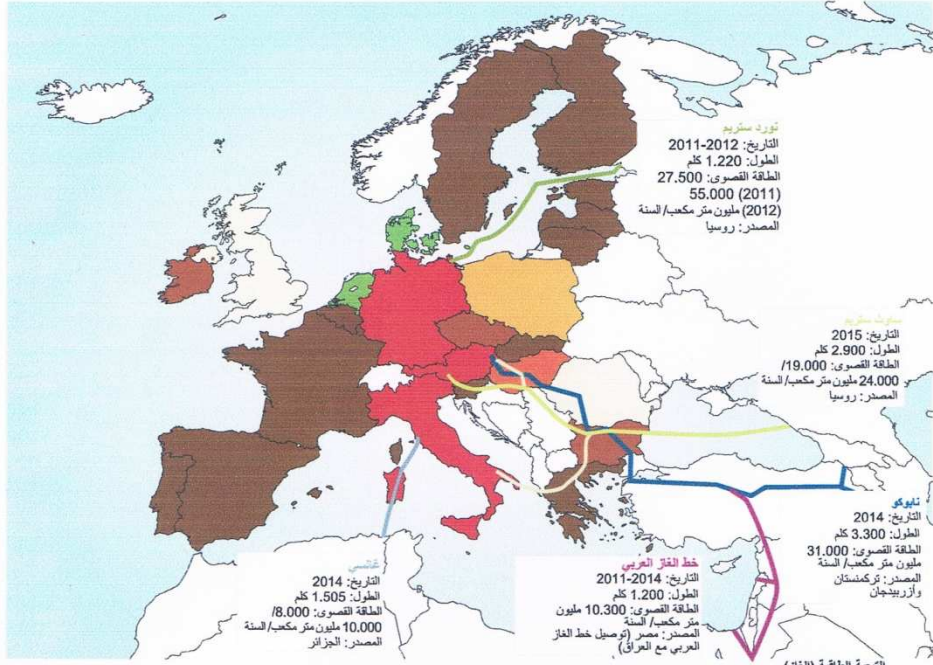 نورد ستريم
التاريخ: 2012-2011
الطول: 1.220 كلم
الطاقة القصوى: 27.500
55.000 (2011)
(2012) مليون متر مكعب/ السنة
المصدر: روسيا
ساوث ستريم
التاريخ: 2015
الطول: 2.900 كلم
الطاقة القصوى: 19.000/
24.000 مليون متر مكعب/ السنة
المصدر: روسيا
نابوكو
التاريخ: 2014
الطول: 3.300 كلم
الطاقة القصوى: 31.000
مليون متر مكعب/ السنة
المصدر: تركمنستان
وأزربيدجان
خط الغاز العربي
التاريخ: 2014-2011
الطول: 1.200 كلم
الطاقة القصوى: 10.300 مليون
متر مكعب/ السنة
المصدر: مصر (توصيل خط الغاز
العربي مع العراق)
غالسي
التاريخ: 2014
الطول: 1.505 كلم
الطاقة القصوى: 8.000/
10.000 مليون متر مكعب/ السنة
المصدر: الجزائر